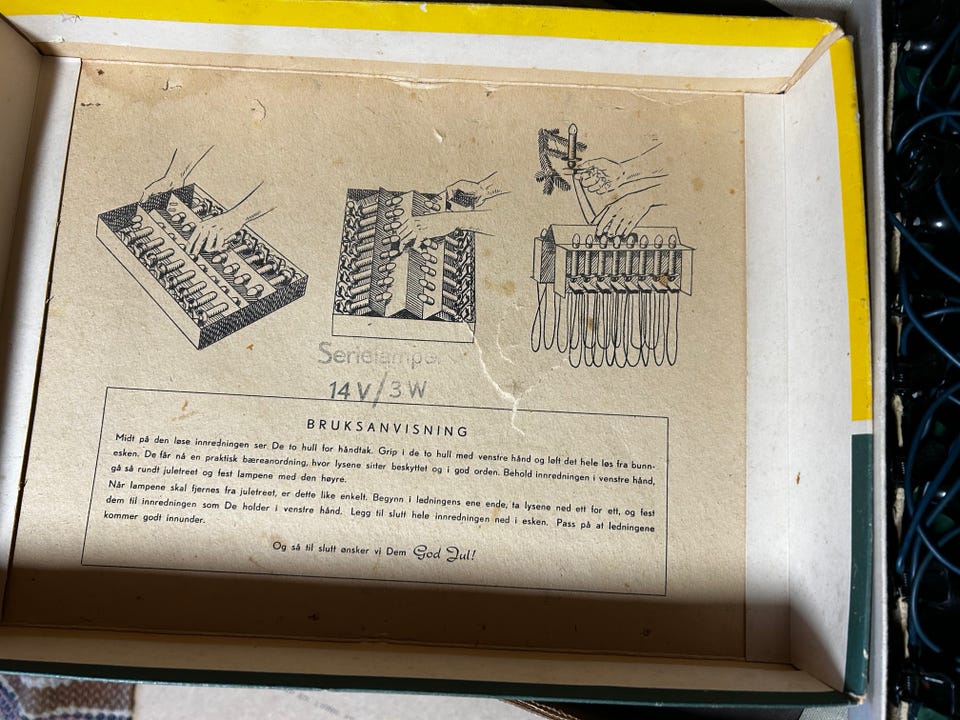 Serielamper
14 V/3 W
BRUKSANVISNING
Midt på den løse innredningen ser De to hull for håndtak. Grip i de to hull med venstre hånd og løft det hele løs fra bunn-
esken. De får nå en praktisk bæreanordning, hvor lysene sitter beskyttet og i god orden. Behold innredningen i venstre hånd,
gå så rundt juletreet og fest lampene med den høyre.
Når lampene skal fjernes fra juletreet, er dette like enkelt. Begynn i ledningens ene ende, ta lysene ned ett for ett, og fest
dem til innredningen som De holder i venstre hånd. Legg til slutt hele innredningen ned i esken. Pass på at ledningene
kommer godt innunder.
Og så til slutt ønsker vi Dem God Jul!